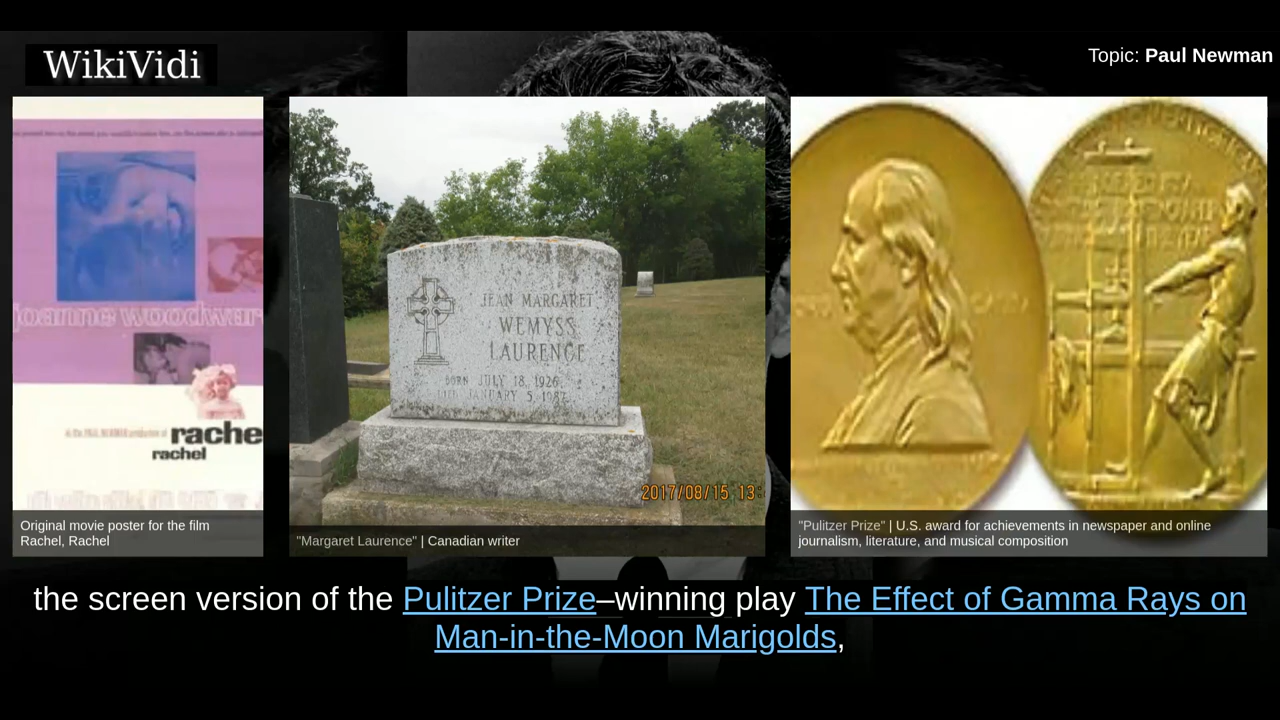 WikiVidi
Topic: Paul Newman
joanne woodwar
rache
rachel
Original movie poster for the film
Rachel, Rachel
JEAN MARGARET
WEMYSS
LAURENCE
BORN JULY 18, 1926
JANUARY 5, 1987
2017/08/15 13:
"Margaret Laurence" | Canadian writer
"Pulitzer Prize" | U.S. award for achievements in newspaper and online
journalism, literature, and musical composition
the screen version of the Pulitzer Prize–winning play The Effect of Gamma Rays on
Man-in-the-Moon Marigolds,